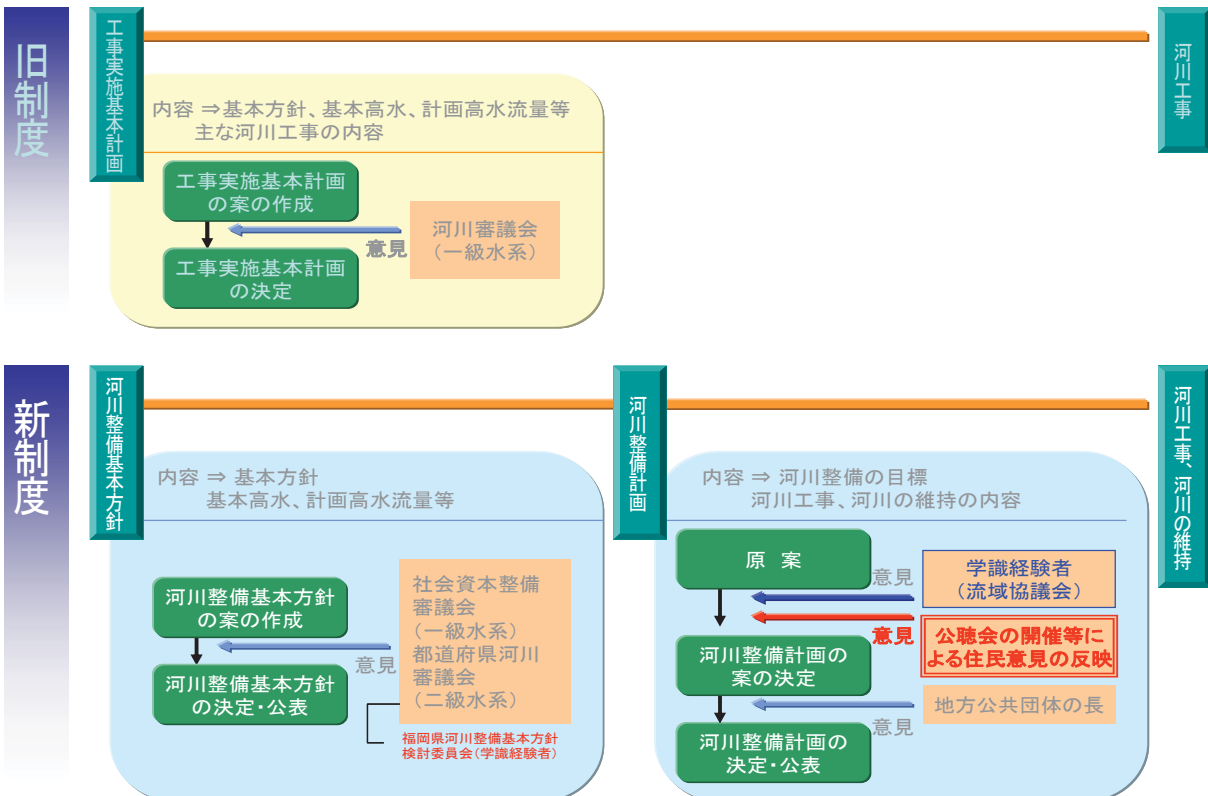 旧制度
工事実施基本計画
河川工事
内容 ⇒基本方針、基本高水、計画高水流量等
主な河川工事の内容
工事実施基本計画
の案の作成
意見
河川審議会
(一級水系)
工事実施基本計画
の決定
新制度
河川整備基本方針
河川整備計画
河川工事、河川の維持
内容 ⇒ 基本方針
基本高水、計画高水流量等
河川整備基本方針
の案の作成
意見
社会資本整備
審議会
(一級水系)
都道府県河川
審議会
(二級水系)
河川整備基本方針
の決定・公表
福岡県河川整備基本方針
検討委員会(学識経験者)
内容 ⇒ 河川整備の目標
河川工事、河川の維持の内容
原 案
意見
学識経験者
(流域協議会)
意見
公聴会の開催等に
よる住民意見の反映
河川整備計画の
案の決定
意見
地方公共団体の長
河川整備計画の
決定・公表